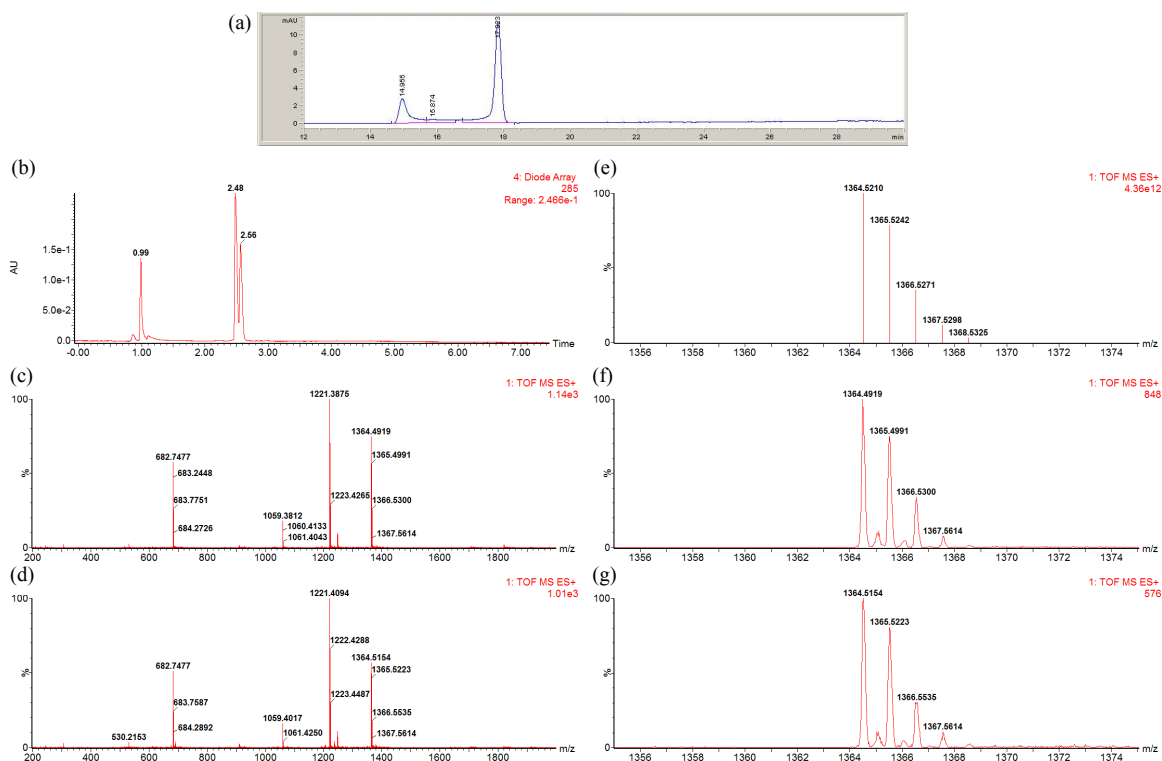 (a)
mAU
10
8
6
4
2
0
14.955
15.874
17.923
12
14
16
18
20
22
24
26
28
min
(b)
4: Diode Array
285
Range: 2.466e-1
AU
1.5e-1
1.0e-1
5.0e-2
0.0
0.99
2.48
2.56
-0.00 1.00 2.00 3.00 4.00 5.00 6.00 7.00
Time
(c)
1: TOF MS ES+
1.14e3
100
%
0
682.7477
683.2448
683.7751
684.2726
1059.3812
1060.4133
1061.4043
1221.3875
1223.4265
1364.4919
1365.4991
1366.5300
1367.5614
200 400 600 800 1000 1200 1400 1600 1800
m/z
(d)
1: TOF MS ES+
1.01e3
100
%
0
530.2153
682.7477
683.7587
684.2892
1059.4017
1061.4250
1221.4094
1222.4288
1223.4487
1364.5154
1365.5223
1366.5535
1367.5614
200 400 600 800 1000 1200 1400 1600 1800
m/z
(e)
1: TOF MS ES+
4.36e12
100
%
0
1364.5210
1365.5242
1366.5271
1367.5298
1368.5325
1356 1358 1360 1362 1364 1366 1368 1370 1372 1374
m/z
(f)
1: TOF MS ES+
848
100
%
0
1364.4919
1365.4991
1366.5300
1367.5614
1356 1358 1360 1362 1364 1366 1368 1370 1372 1374
m/z
(g)
1: TOF MS ES+
576
100
%
0
1364.5154
1365.5223
1366.5535
1367.5614
1356 1358 1360 1362 1364 1366 1368 1370 1372 1374
m/z